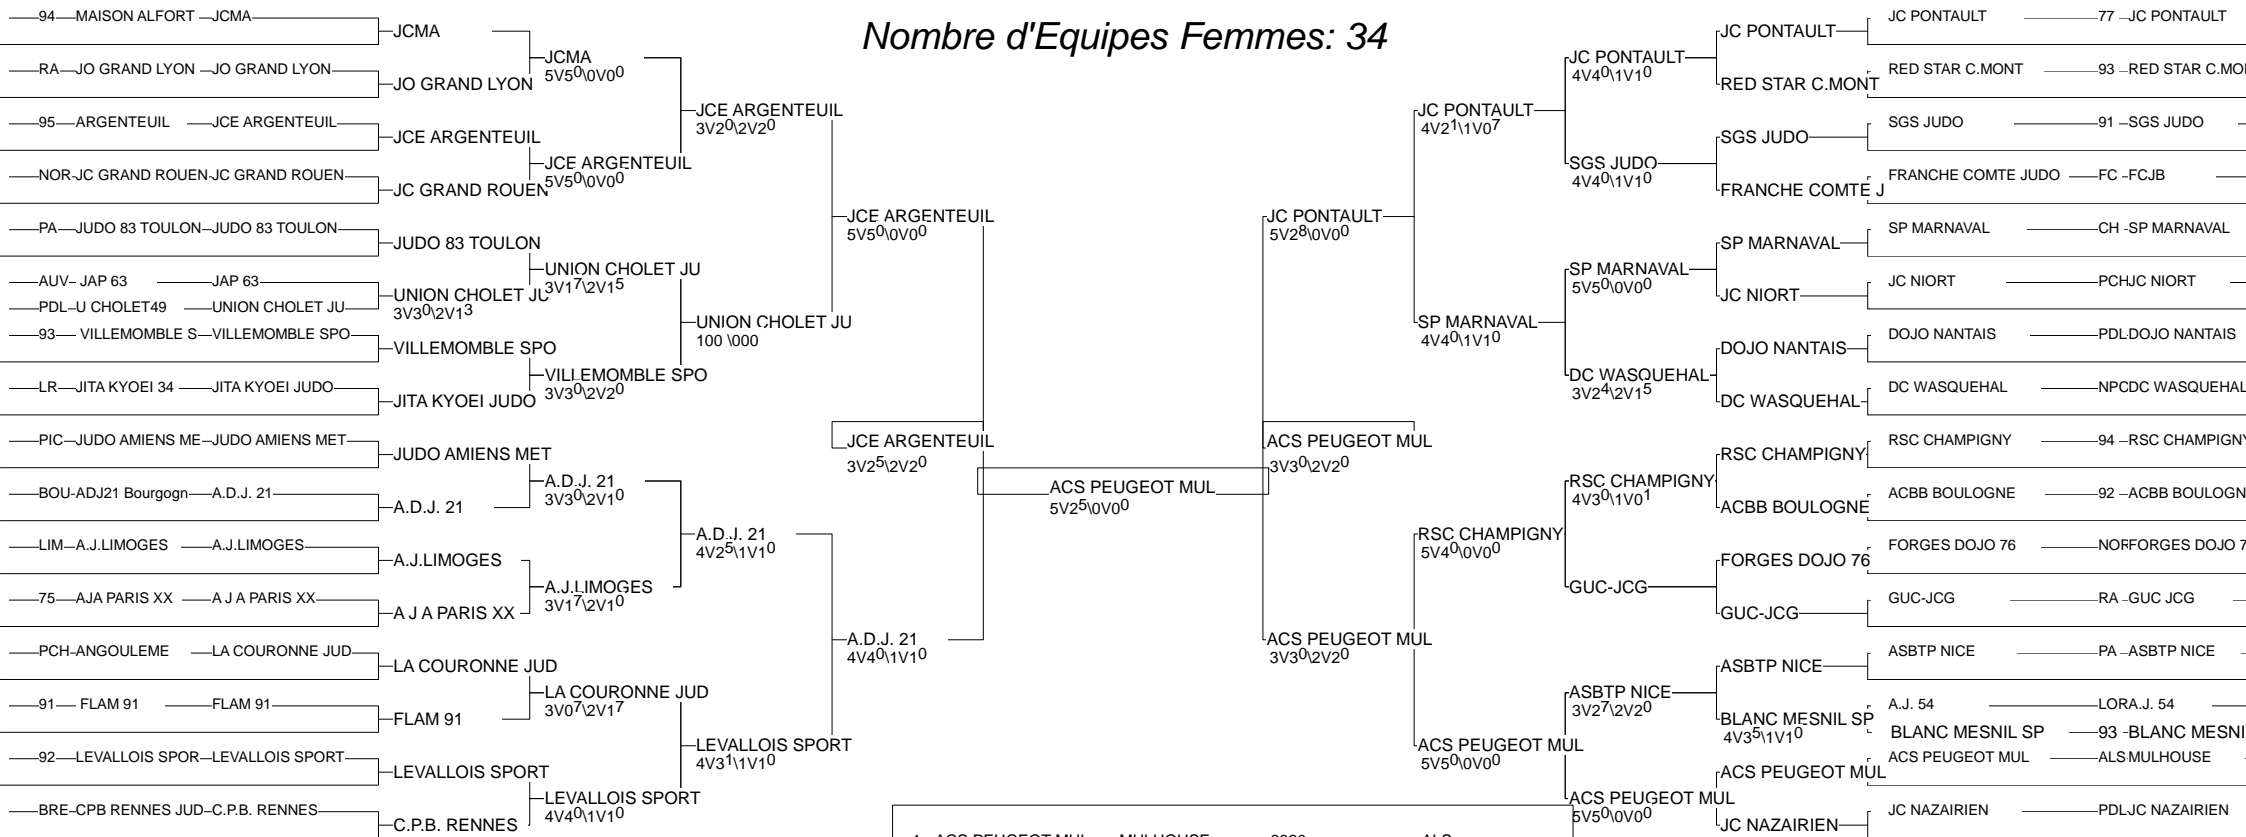 Nombre d'Equipes Femmes: 34
94 MAISON ALFORT JCMA
JCMA
JCMA
5V50\0V00
RA JO GRAND LYON JO GRAND LYON
JO GRAND LYON
JCE ARGENTEUIL
3V20\2V20
95 ARGENTEUIL JCE ARGENTEUIL
JCE ARGENTEUIL
JCE ARGENTEUIL
5V50\0V00
NOR JC GRAND ROUEN JC GRAND ROUEN
JC GRAND ROUEN
JCE ARGENTEUIL
5V50\0V00
PA JUDO 83 TOULON JUDO 83 TOULON
JUDO 83 TOULON
UNION CHOLET JU
3V17\2V15
AUV JAP 63 JAP 63
UNION CHOLET JU
3V30\2V13
PDL U CHOLET49 UNION CHOLET JU
UNION CHOLET JU
100 \000
93 VILLEMOMBLE S VILLEMOMBLE SPO
VILLEMOMBLE SPO
VILLEMOMBLE SPO
3V30\2V20
LR JITA KYOEI 34 JITA KYOEI JUDO
JITA KYOEI JUDO
JCE ARGENTEUIL
3V25\2V20
PIC JUDO AMIENS ME JUDO AMIENS MET
JUDO AMIENS MET
A.D.J. 21
3V30\2V10
BOU ADJ21 Bourgogn A.D.J. 21
A.D.J. 21
A.D.J. 21
4V25\1V10
LIM A.J.LIMOGES A.J.LIMOGES
A.J.LIMOGES
A.J.LIMOGES
3V17\2V10
75 AJA PARIS XX A J A PARIS XX
A J A PARIS XX
A.D.J. 21
4V40\1V10
PCH ANGOULEME LA COURONNE JUD
LA COURONNE JUD
LA COURONNE JUD
3V07\2V17
91 FLAM 91 FLAM 91
FLAM 91
LEVALLOIS SPORT
4V31\1V10
92 LEVALLOIS SPOR LEVALLOIS SPORT
LEVALLOIS SPORT
LEVALLOIS SPORT
4V40\1V10
BRE CPB RENNES JUD C.P.B. RENNES
C.P.B. RENNES
ACS PEUGEOT MUL
5V25\0V00
JC PONTAULT 77 JC PONTAULT
JC PONTAULT
JC PONTAULT
4V40\1V10
RED STAR C.MONT 93 RED STAR C.MO
RED STAR C.MONT
JC PONTAULT
4V21\1V07
SGS JUDO 91 SGS JUDO
SGS JUDO
SGS JUDO
4V40\1V10
FRANCHE COMTE JUDO FC FCJB
FRANCHE COMTE J
JC PONTAULT
5V28\0V00
SP MARNAVAL CH SP MARNAVAL
SP MARNAVAL
SP MARNAVAL
5V50\0V00
JC NIORT PCH JC NIORT
JC NIORT
SP MARNAVAL
4V40\1V10
DOJO NANTAIS PDL DOJO NANTAIS
DOJO NANTAIS
DC WASQUEHAL
3V24\2V15
DC WASQUEHAL NPC DC WASQUEHAL
DC WASQUEHAL
ACS PEUGEOT MUL
3V30\2V20
RSC CHAMPIGNY 94 RSC CHAMPIGNY
RSC CHAMPIGNY
RSC CHAMPIGNY
4V30\1V01
ACBB BOULOGNE 92 ACBB BOULOGN
ACBB BOULOGNE
RSC CHAMPIGNY
5V40\0V00
FORGES DOJO 76 NOR FORGES DOJO 7
FORGES DOJO 76
GUC-JCG
GUC-JCG RA GUC JCG
GUC-JCG
ACS PEUGEOT MUL
3V30\2V20
ASBTP NICE PA ASBTP NICE
ASBTP NICE
ASBTP NICE
3V27\2V20
A.J. 54 LOR A.J. 54
BLANC MESNIL SP
4V35\1V10
BLANC MESNIL SP 93 BLANC MESNI
ACS PEUGEOT MUL
5V50\0V00
ACS PEUGEOT MUL ALS MULHOUSE
ACS PEUGEOT MUL
ACS PEUGEOT MUL
5V50\0V00
JC NAZAIRIEN PDL JC NAZAIRIEN
JC NAZAIRIEN